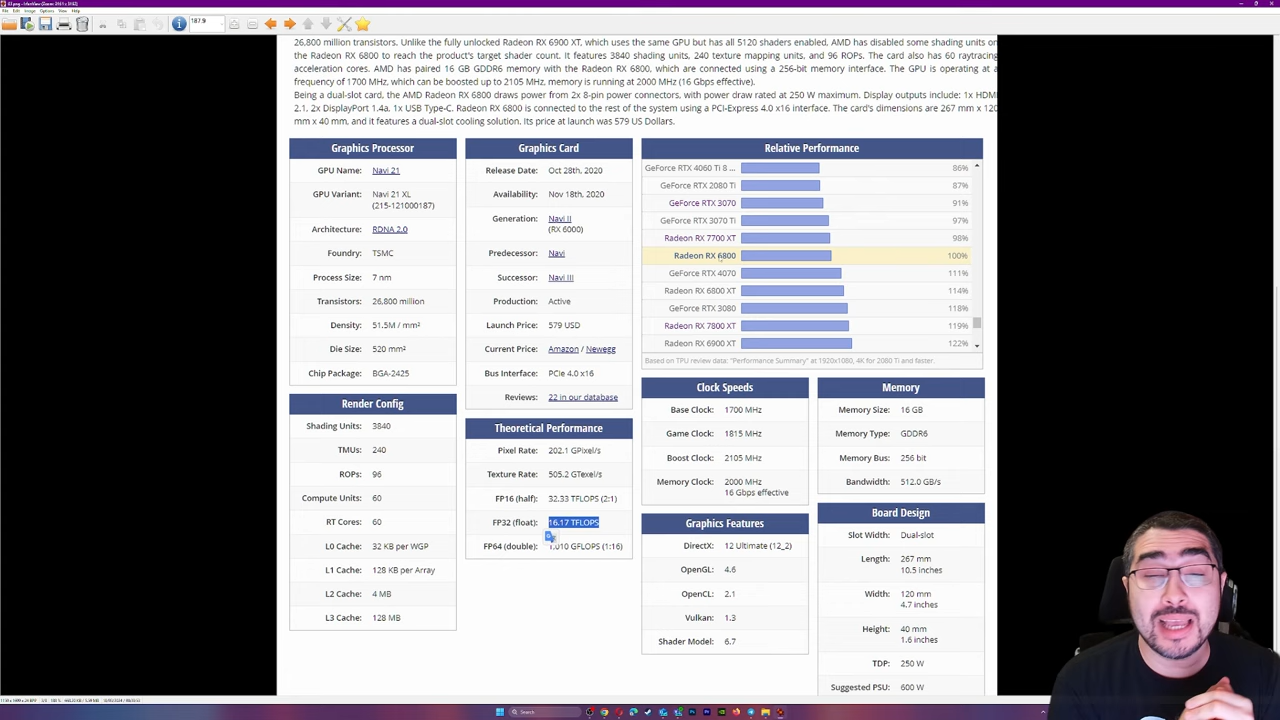 187.9
26,800 million transistors. Unlike the fully unlocked Radeon RX 6900 XT, which uses the same GPU but has all 5120 shaders enabled, AMD has disabled some shading units on
the Radeon RX 6800 to reach the product's target shader count. It features 3840 shading units, 240 texture mapping units, and 96 ROPs. The card also has 60 raytracing
acceleration cores. AMD has paired 16 GB GDDR6 memory with the Radeon RX 6800, which are connected using a 256-bit memory interface. The GPU is operating at a
frequency of 1700 MHz, which can be boosted up to 2105 MHz, memory is running at 2000 MHz (16 Gbps effective).
Being a dual-slot card, the AMD Radeon RX 6800 draws power from 2x 8-pin power connectors, with power draw rated at 250 W maximum. Display outputs include: 1x HDMI
2.1, 2x DisplayPort 1.4a, 1x USB Type-C. Radeon RX 6800 is connected to the rest of the system using a PCI-Express 4.0 x16 interface. The card's dimensions are 267 mm x 120
mm x 40 mm, and it features a dual-slot cooling solution. Its price at launch was 579 US Dollars.
Graphics Processor
GPU Name: Navi 21
GPU Variant: Navi 21 XL
(215-121000187)
Architecture: RDNA 2.0
Foundry: TSMC
Process Size: 7 nm
Transistors: 26,800 million
Density: 51.5M / mm²
Die Size: 520 mm²
Chip Package: BGA-2425
Render Config
Shading Units: 3840
TMUs: 240
ROPs: 96
Compute Units: 60
RT Cores: 60
L0 Cache: 32 KB per WGP
L1 Cache: 128 KB per Array
L2 Cache: 4 MB
L3 Cache: 128 MB
Graphics Card
Release Date: Oct 28th, 2020
Availability: Nov 18th, 2020
Generation: Navi II
(RX 6000)
Predecessor: Navi
Successor: Navi III
Production: Active
Launch Price: 579 USD
Current Price: Amazon / Newegg
Bus Interface: PCIe 4.0 x16
Reviews: 22 in our database
Theoretical Performance
Pixel Rate: 202.1 GPixel/s
Texture Rate: 505.2 GTexel/s
FP16 (half): 32.33 TFLOPS (2:1)
FP32 (float): 16.17 TFLOPS
FP64 (double): 1,010 GFLOPS (1:16)
Relative Performance
GeForce RTX 4060 Ti 8 ... 86%
GeForce RTX 2080 Ti 87%
GeForce RTX 3070 91%
GeForce RTX 3070 Ti 97%
Radeon RX 7700 XT 98%
Radeon RX 6800 100%
GeForce RTX 4070 111%
Radeon RX 6800 XT 114%
GeForce RTX 3080 118%
Radeon RX 7800 XT 119%
Radeon RX 6900 XT 122%
Based on TPU review data: "Performance Summary" at 1920x1080, 4K for 2080 Ti and faster.
Clock Speeds
Base Clock: 1700 MHz
Game Clock: 1815 MHz
Boost Clock: 2105 MHz
Memory Clock: 2000 MHz
16 Gbps effective
Graphics Features
DirectX: 12 Ultimate (12_2)
OpenGL: 4.6
OpenCL: 2.1
Vulkan: 1.3
Shader Model: 6.7
Memory
Memory Size: 16 GB
Memory Type: GDDR6
Memory Bus: 256 bit
Bandwidth: 512.0 GB/s
Board Design
Slot Width: Dual-slot
Length: 267 mm
10.5 inches
Width: 120 mm
4.7 inches
Height: 40 mm
1.6 inches
TDP: 250 W
Suggested PSU: 600 W
Search